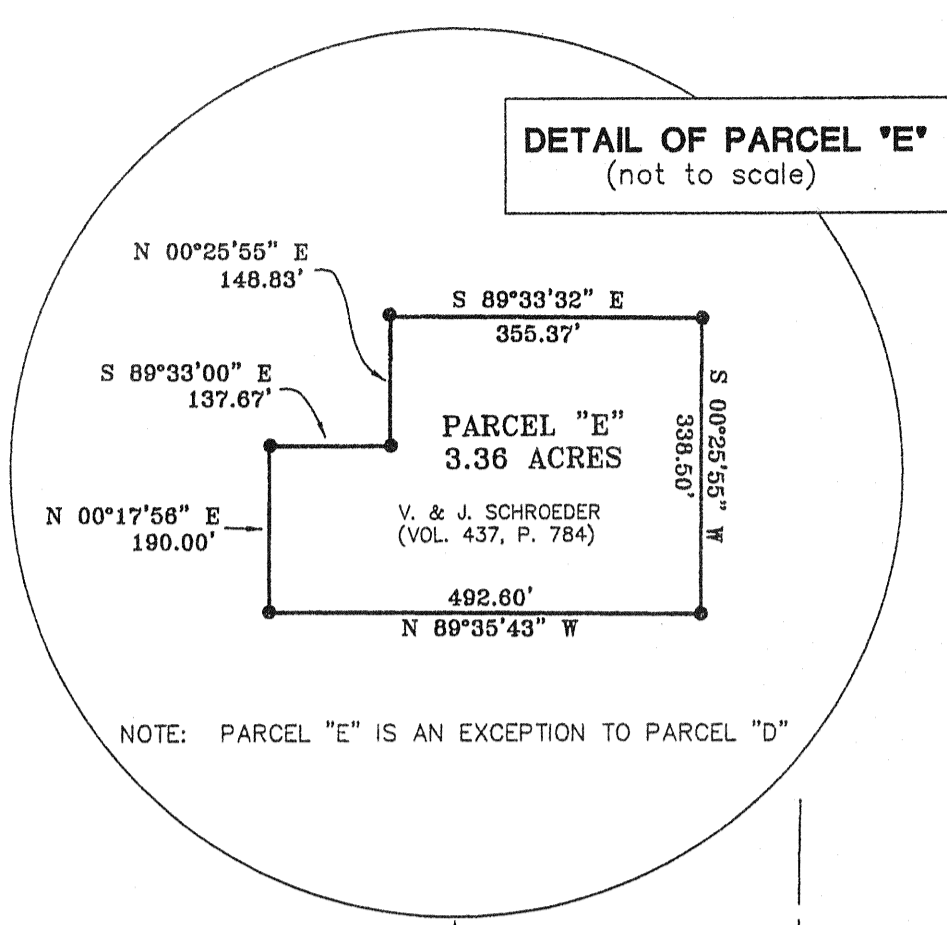 DETAIL OF PARCEL "E"
(not to scale)
N 00°25'55" E
148.83'
S 89°33'32" E
355.37'
S 89°33'00" E
137.67'
PARCEL "E"
3.36 ACRES
S 00°25'55" W
338.50'
V. & J. SCHROEDER
(VOL. 437, P. 784)
N 00°17'56" E
190.00'
492.60'
N 89°35'43" W
NOTE: PARCEL "E" IS AN EXCEPTION TO PARCEL "D"